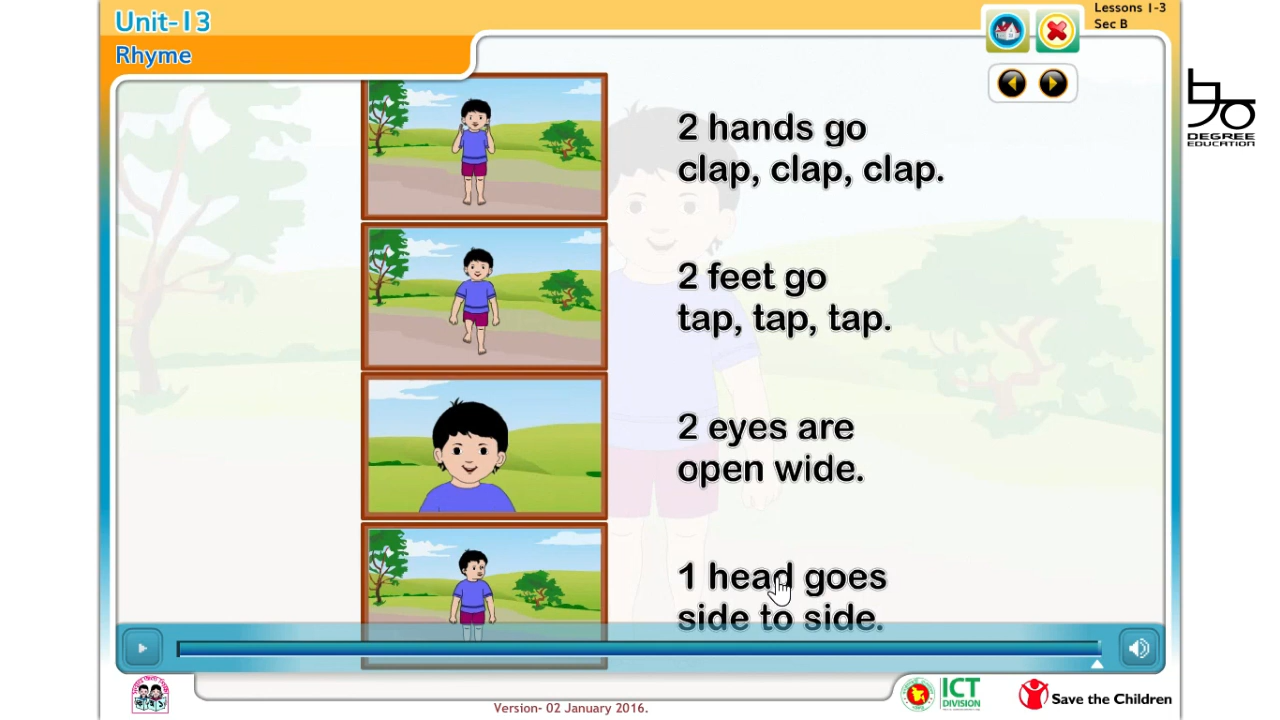 Unit-13
Rhyme
Lessons 1-3
Sec B
2 hands go
clap, clap, clap.
2 feet go
tap, tap, tap.
2 eyes are
open wide.
1 head goes
side to side.
DEGREE
EDUCATION
Version- 02 January 2016.
ICT
DIVISION
Save the Children